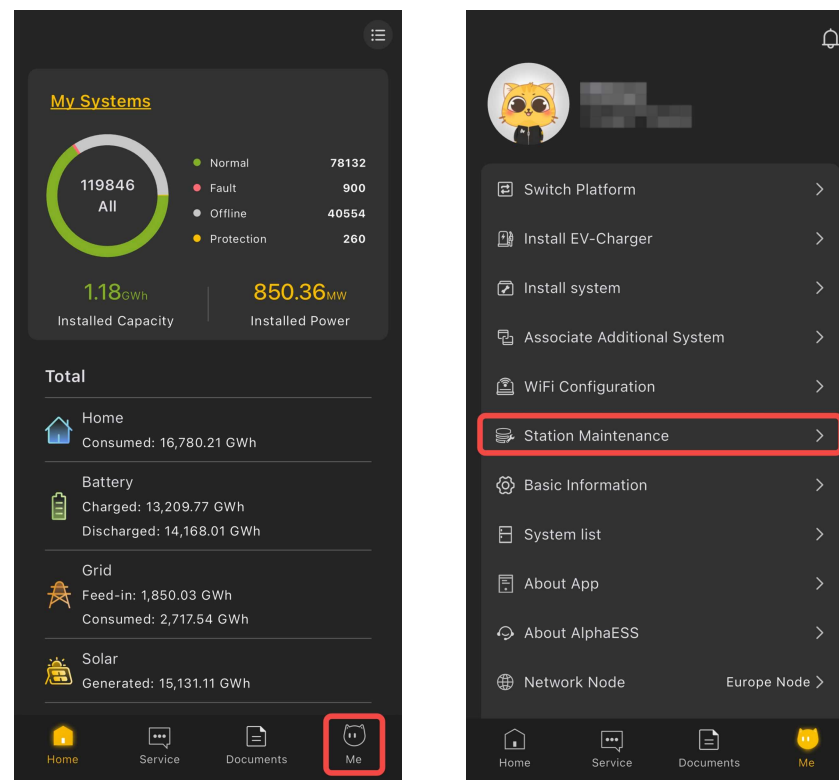 My Systems
119846
All
Normal 78132
Fault 900
Offline 40554
Protection 260
1.18GWh
Installed Capacity
850.36MW
Installed Power
Total
Home
Consumed: 16,780.21 GWh
Battery
Charged: 13,209.77 GWh
Discharged: 14,168.01 GWh
Grid
Feed-in: 1,850.03 GWh
Consumed: 2,717.54 GWh
Solar
Generated: 15,131.11 GWh
Home Service Documents Me
Switch Platform
Install EV-Charger
Install system
Associate Additional System
WiFi Configuration
Station Maintenance
Basic Information
System list
About App
About AlphaESS
Network Node Europe Node
Home Service Documents Me